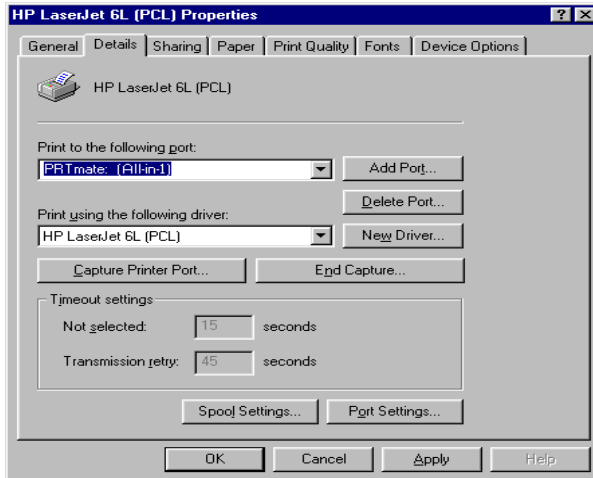 HP LaserJet 6L (PCL) Properties
General Details Sharing Paper Print Quality Fonts Device Options
HP LaserJet 6L (PCL)
Print to the following port:
PRTmate: (All-in-1) Add Port...
Delete Port...
Print using the following driver:
HP LaserJet 6L (PCL) New Driver...
Capture Printer Port... End Capture...
Timeout settings
Not selected: 15 seconds
Transmission retry: 45 seconds
Spool Settings... Port Settings...
OK Cancel Apply Help